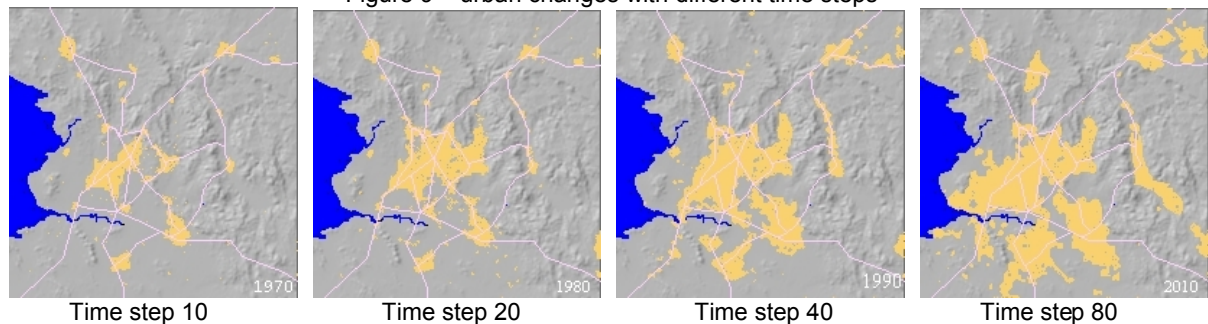 Figure 9 – urban changes with different time steps
1970
1980
1990
2010
Time step 10
Time step 20
Time step 40
Time step 80